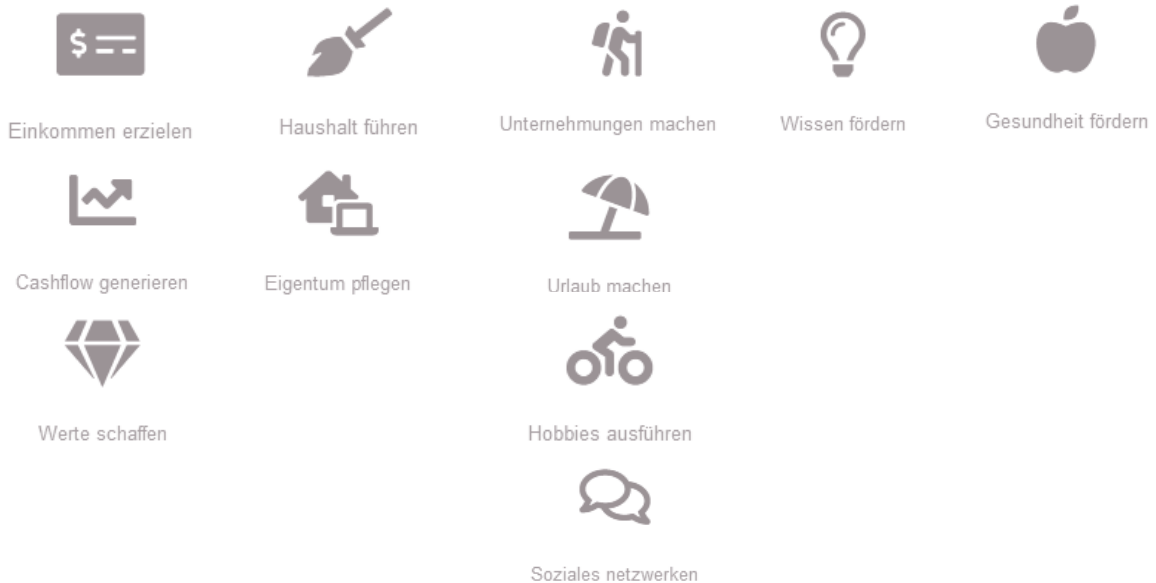 $
Einkommen erzielen
Haushalt führen
Unternehmungen machen
Wissen fördern
Gesundheit fördern
Cashflow generieren
Eigentum pflegen
Urlaub machen
Werte schaffen
Hobbies ausführen
Soziales netzwerken